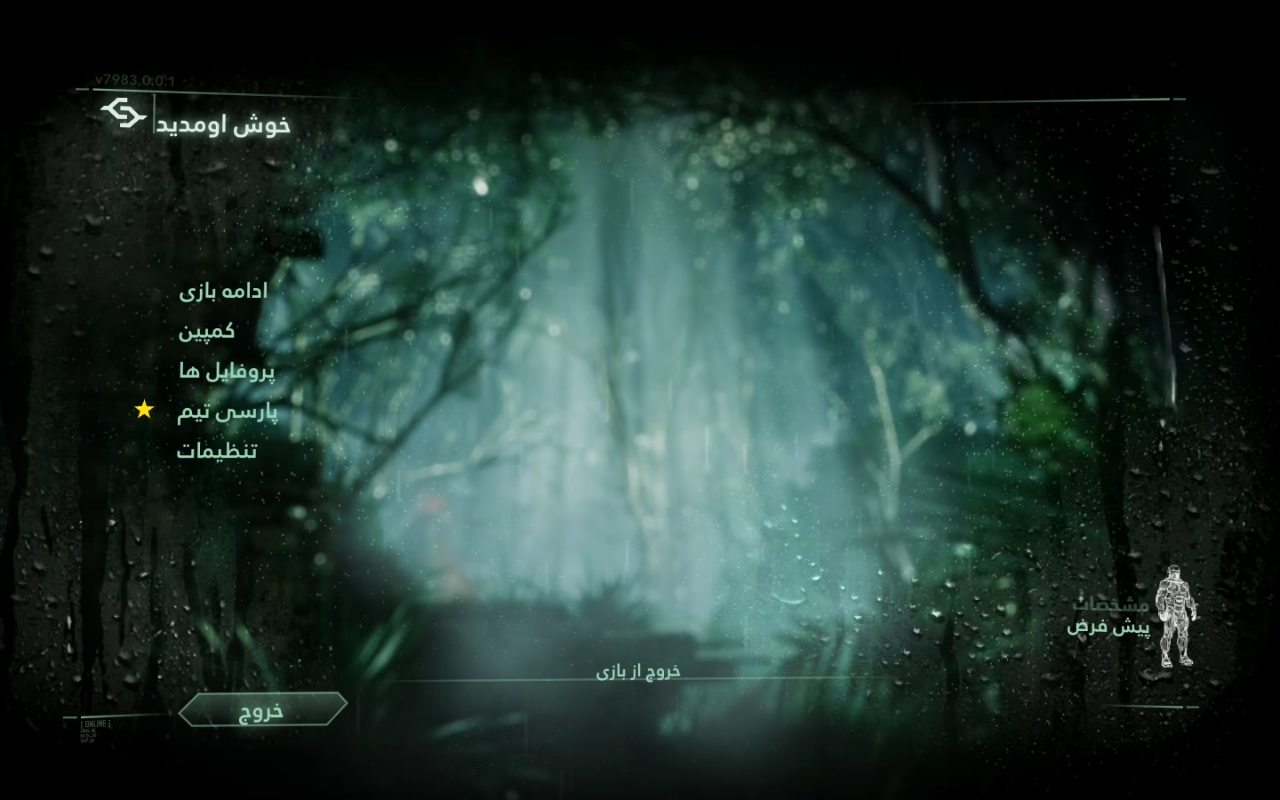 v7983.0.0.1
خوش اومدید
ادامه بازی
کمپین
پروفایل ها
پارسی تیم
تنظیمات
مشخصات
پیش فرض
خروج از بازی
خروج
[ONLINE]